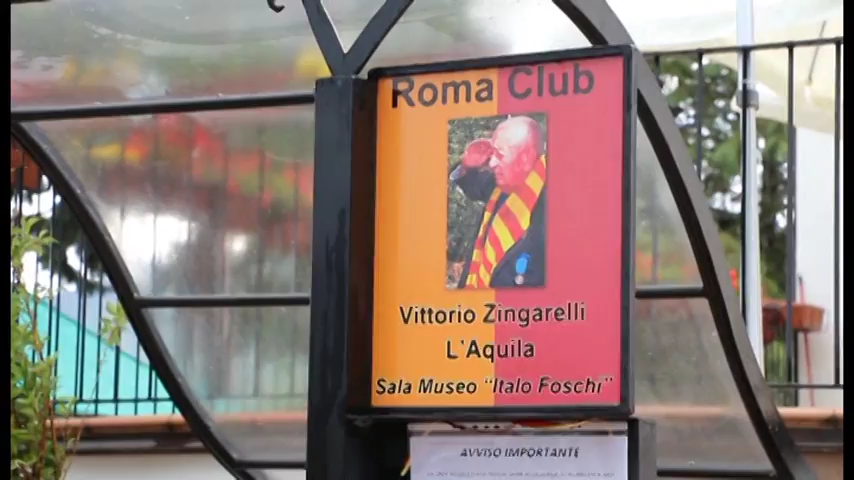 Roma Club
Vittorio Zingarelli
L'Aquila
Sala Museo "Italo Foschi"
AVVISO IMPORTANTE